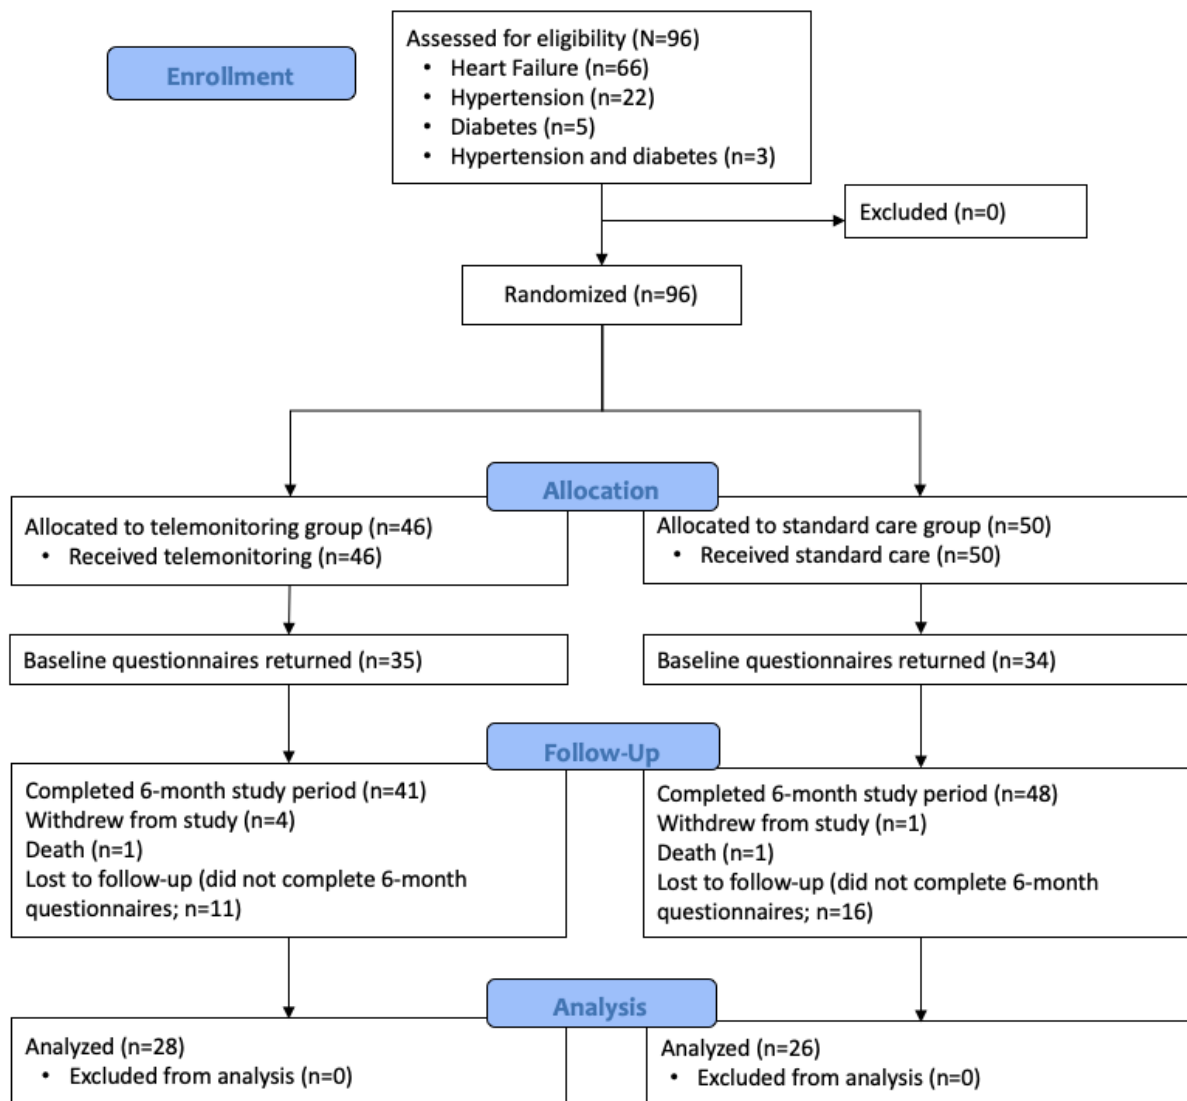 Enrollment
Assessed for eligibility (N=96)
• Heart Failure (n=66)
• Hypertension (n=22)
• Diabetes (n=5)
• Hypertension and diabetes (n=3)
Excluded (n=0)
Randomized (n=96)
Allocation
Allocated to telemonitoring group (n=46)
• Received telemonitoring (n=46)
Allocated to standard care group (n=50)
• Received standard care (n=50)
Baseline questionnaires returned (n=35)
Baseline questionnaires returned (n=34)
Follow-Up
Completed 6-month study period (n=41)
Withdrew from study (n=4)
Death (n=1)
Lost to follow-up (did not complete 6-month
questionnaires; n=11)
Completed 6-month study period (n=48)
Withdrew from study (n=1)
Death (n=1)
Lost to follow-up (did not complete 6-month
questionnaires; n=16)
Analysis
Analyzed (n=28)
• Excluded from analysis (n=0)
Analyzed (n=26)
• Excluded from analysis (n=0)